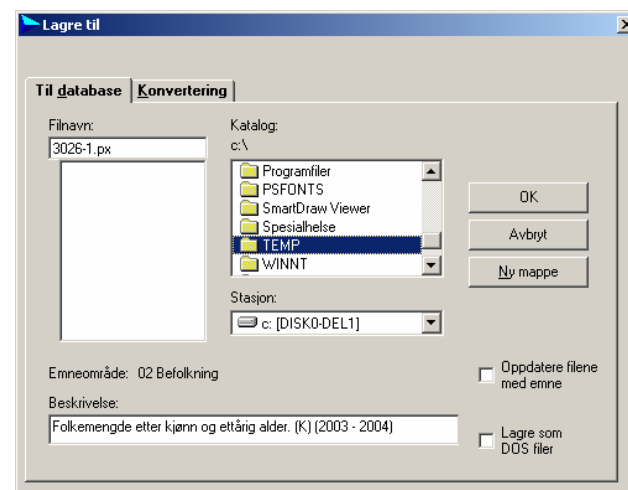 Lagre til
Til database
Konvertering
Filnavn:
3026-1.px
Katalog:
c:\
Programfiler
PSFONTS
SmartDraw Viewer
Spesialhelse
TEMP
WINNT
Stasjon:
c: [DISK0-DEL1]
OK
Avbryt
Ny mappe
Emneområde: 02 Befolkning
Beskrivelse:
Folkemengde etter kjønn og ettårig alder. (K) (2003 - 2004)
Oppdatere filene
med emne
Lagre som
DOS filer